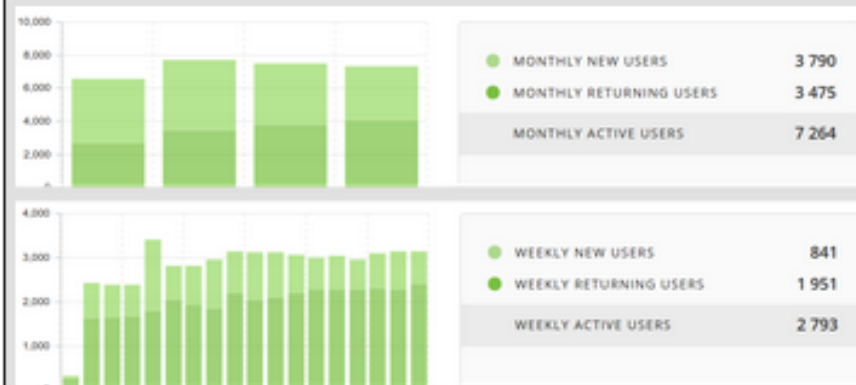 10,000
8,000
6,000
4,000
2,000
MONTHLY NEW USERS 3 790
MONTHLY RETURNING USERS 3 475
MONTHLY ACTIVE USERS 7 264
4,000
3,000
2,000
1,000
WEEKLY NEW USERS 841
WEEKLY RETURNING USERS 1 951
WEEKLY ACTIVE USERS 2 793